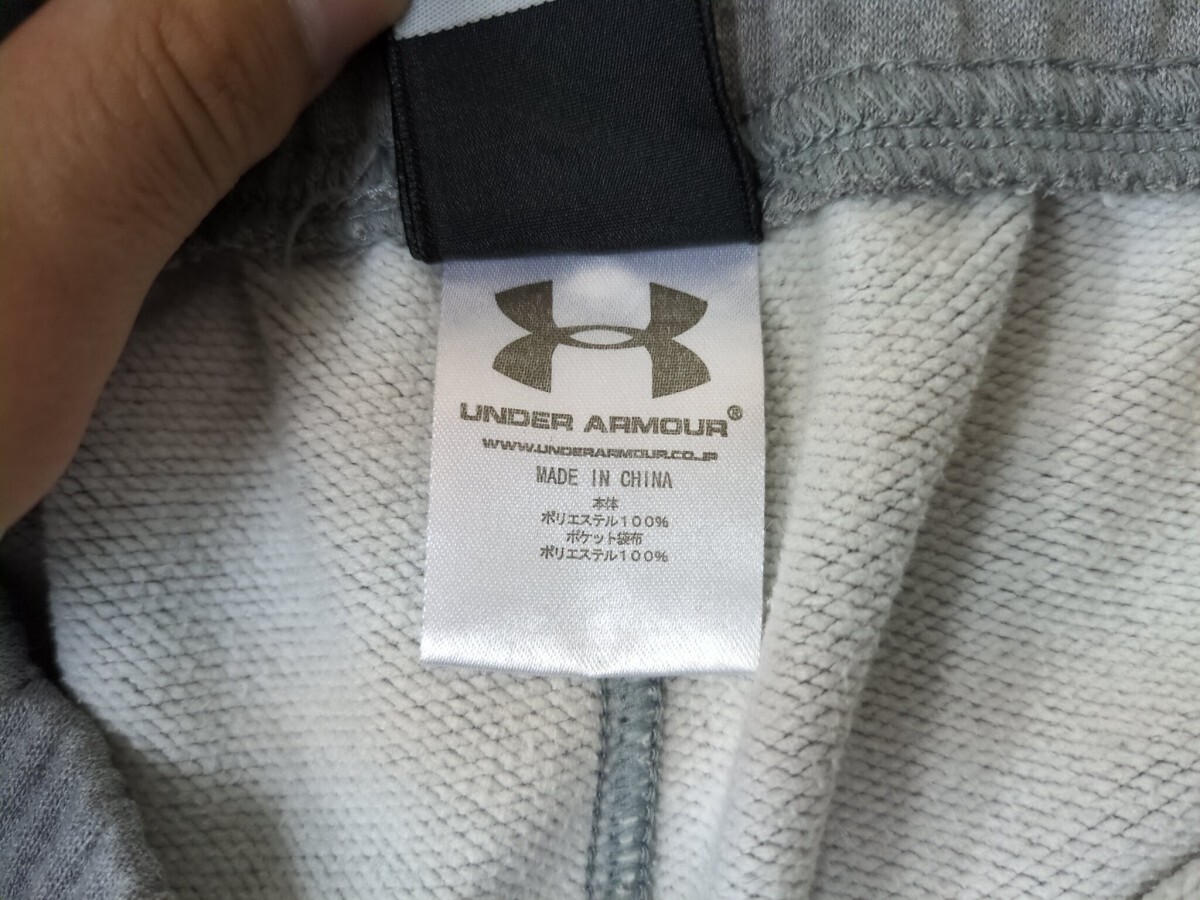 UNDER ARMOUR®
WWW.UNDERARMOUR.CO.JP
MADE IN CHINA
本体
ポリエステル100%
ポケット袋布
ポリエステル100%